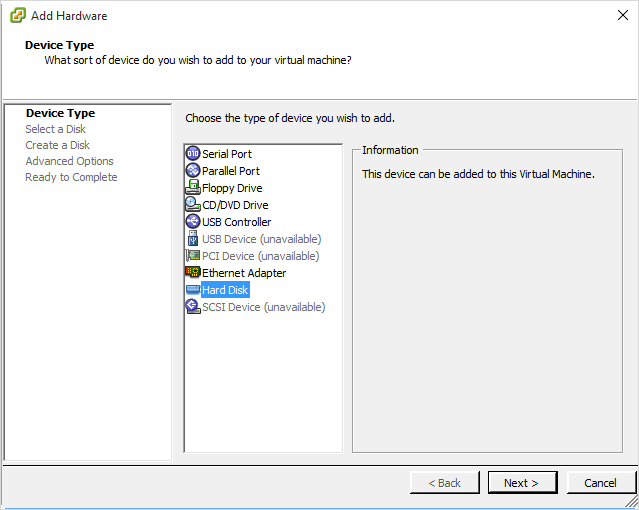 Add Hardware
Device Type
What sort of device do you wish to add to your virtual machine?
Device Type
Select a Disk
Create a Disk
Advanced Options
Ready to Complete
Choose the type of device you wish to add.
Serial Port
Parallel Port
Floppy Drive
CD/DVD Drive
USB Controller
USB Device (unavailable)
PCI Device (unavailable)
Ethernet Adapter
Hard Disk
SCSI Device (unavailable)
Information
This device can be added to this Virtual Machine.
< Back
Next >
Cancel